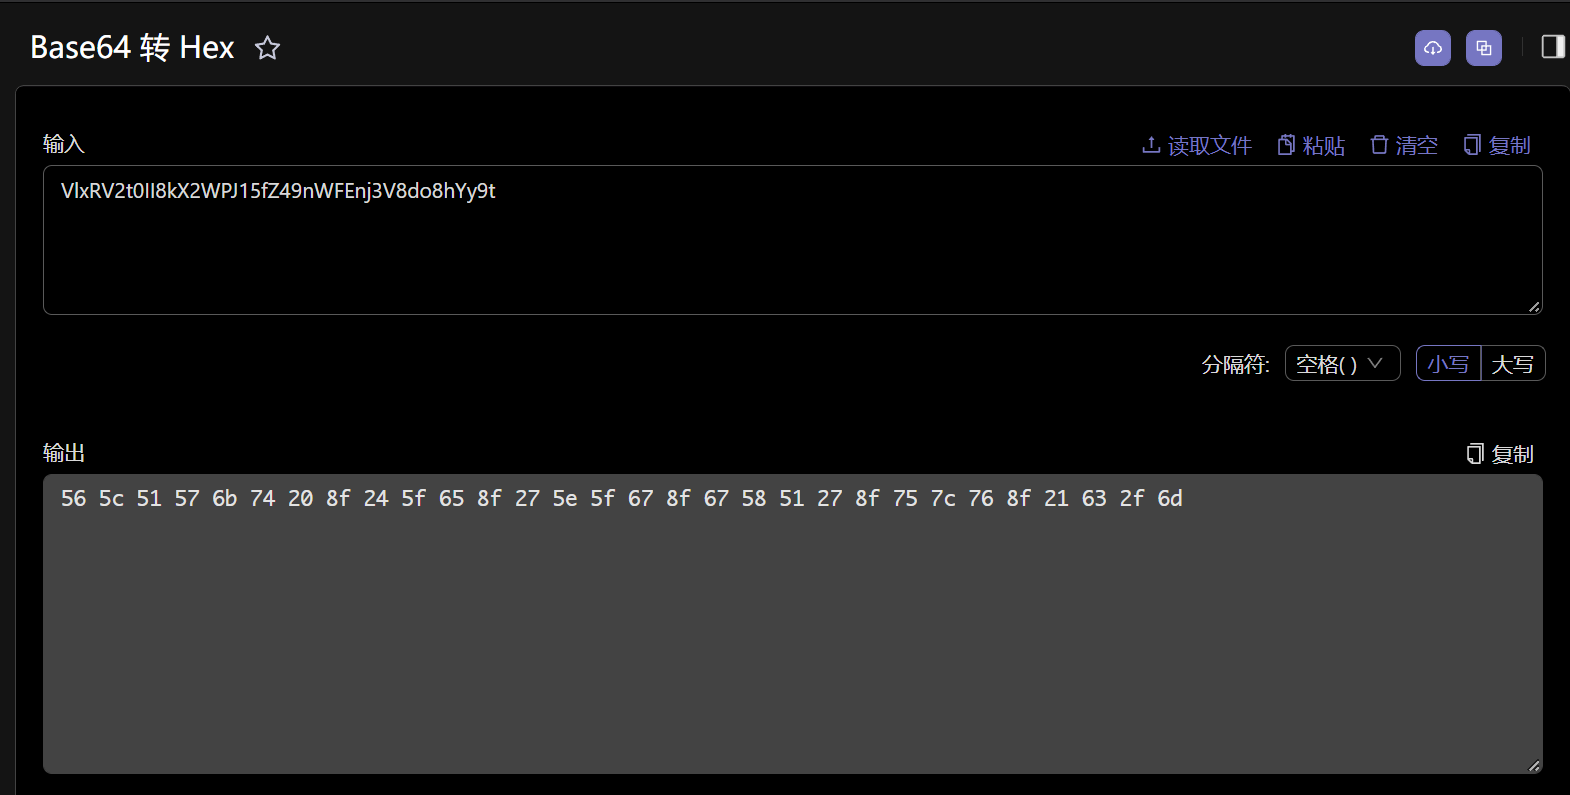 Base64 转 Hex
输入 读取文件 粘贴 清空 复制
VlxRV2t0II8kX2WPJ15fZ49nWFEnj3V8do8hYy9t
分隔符: 空格( ) 小写 大写
输出 复制
56 5c 51 57 6b 74 20 8f 24 5f 65 8f 27 5e 5f 67 8f 67 58 51 27 8f 75 7c 76 8f 21 63 2f 6d